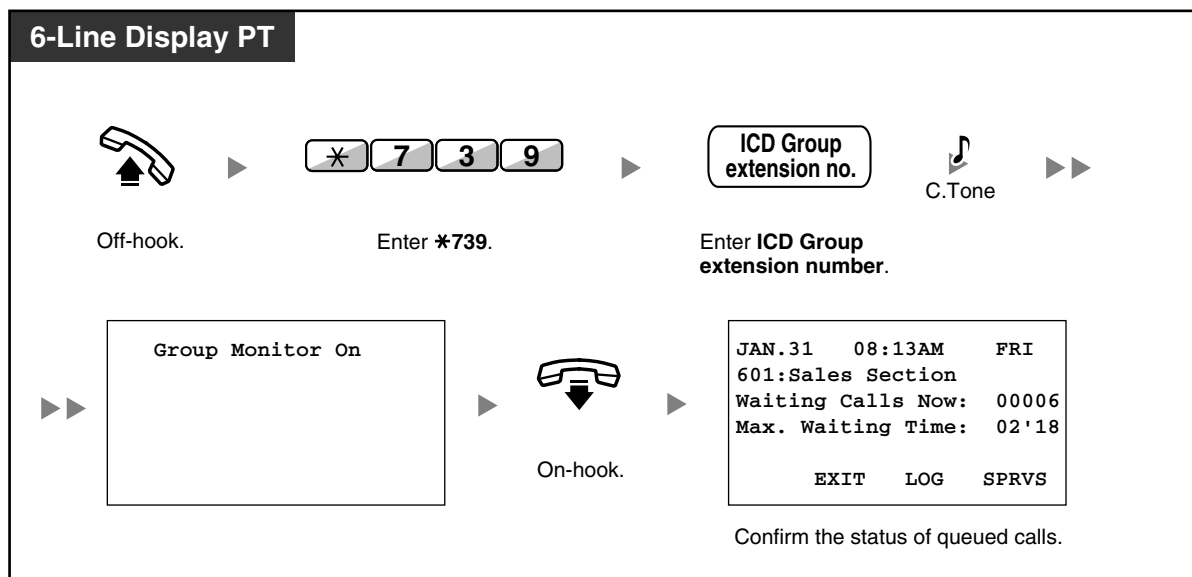 6-Line Display PT
✳ 7 3 9
ICD Group
extension no.
C.Tone
Off-hook.
Enter ✳739.
Enter ICD Group
extension number.
Group Monitor On
On-hook.
JAN.31 08:13AM FRI
601:Sales Section
Waiting Calls Now: 00006
Max. Waiting Time: 02'18
EXIT LOG SPRVS
Confirm the status of queued calls.